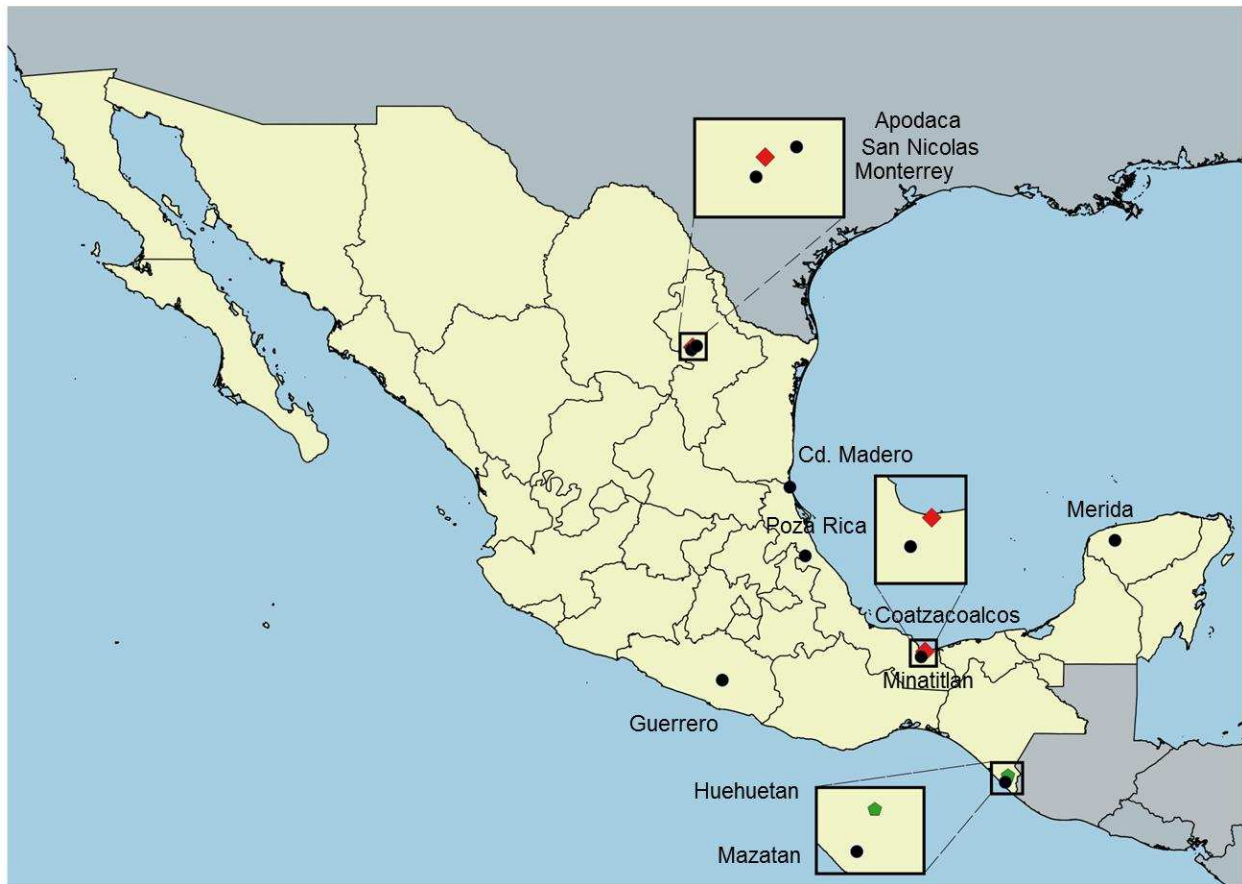 Apodaca
San Nicolas
Monterrey
Cd. Madero
Merida
Poza Rica
Coatzacoalcos
Minatitlan
Guerrero
Huehuetan
Mazatan